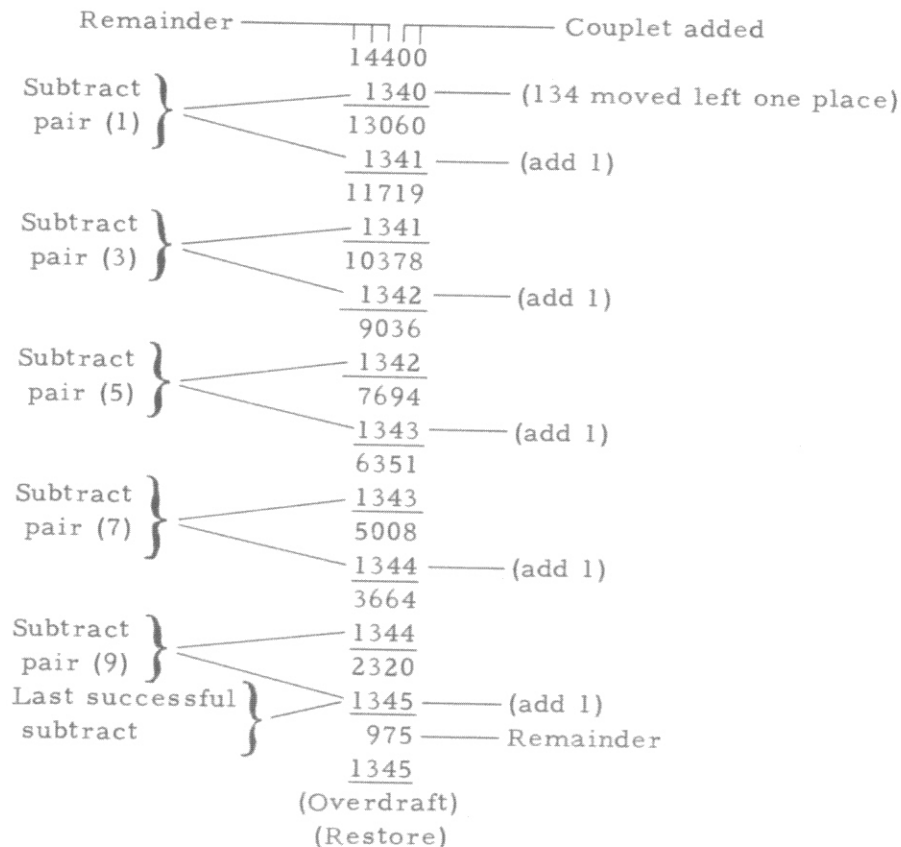 Remainder Couplet added
14400
Subtract 1340 (134 moved left one place)
pair (1) 13060
1341 (add 1)
11719
Subtract 1341
pair (3) 10378
1342 (add 1)
9036
Subtract 1342
pair (5) 7694
1343 (add 1)
6351
Subtract 1343
pair (7) 5008
1344 (add 1)
3664
Subtract 1344
pair (9) 2320
Last successful 1345 (add 1)
subtract 975 Remainder
1345
(Overdraft)
(Restore)